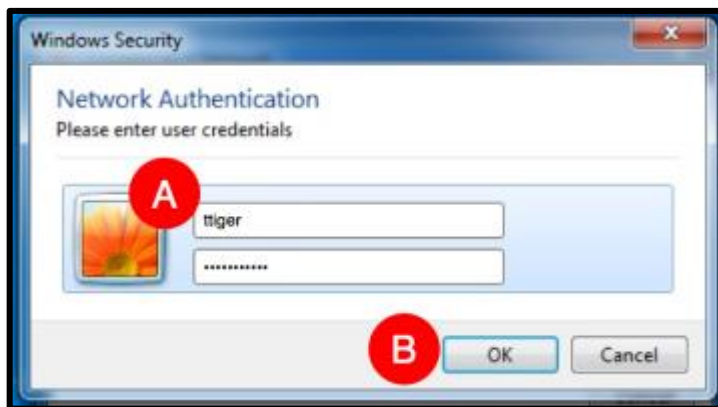 Windows Security
Network Authentication
Please enter user credentials
A
ttiger
•••••••••••
B
OK
Cancel